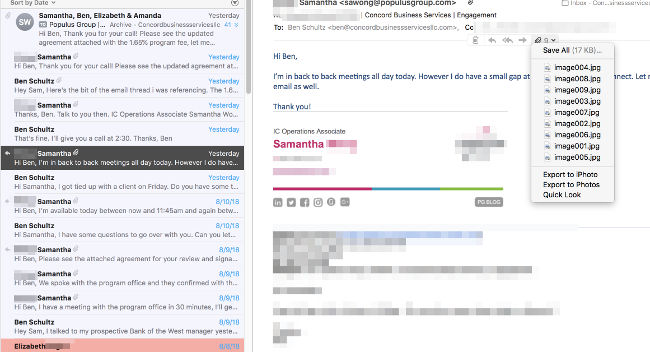 Sort by Date
Samantha, Ben, Elizabeth & Amanda
Yesterday
SW
Populus Group |...
Archive - Concordbusinessservicesllc
41
Hi Ben, Thank you for your call! Please see the updated
agreement attached with the 1.65% program fee, let me...
Samantha
Yesterday
Hi Ben, Thank you for your call! Please see the updated agre...
Ben Schultz
Yesterday
Hey Sam, Here's the bit of the email thread i was referencing. The 1.6...
Samantha
Yesterday
Thanks, Ben. Talk to you then. IC Operations Associate Samantha Wo...
Ben Schultz
Yesterday
That's fine. I'll give you a call at 2:30. Thanks, Ben
Samantha
Yesterday
Hi Ben, I'm in back to back meetings all day today. However I do have...
Ben Schultz
Yesterday
Hi Samantha, I got tied up with a client on Friday. Do you have some t...
Samantha
8/10/18
Hi Ben, I'm available today between now and 11:45am and again betw...
Ben Schultz
8/10/18
Hi Samantha, I have some questions to go over with you. Can you let...
Samantha
8/9/18
Hi Ben, Please see the attached agreement for your review and signa...
Samantha
8/9/18
Hi Ben, We spoke with the program office and they confirmed with th...
Samantha
8/9/18
Hi Ben, I have a meeting with the program office in 30 minutes, I'll ge...
Ben Schultz
8/9/18
Hey Sam, I talked to my prospective Bank of the West manager yeste...
Elizabeth
8/8/18
Samantha <sawong@populusgroup.com>
Inbox - Concordbusinessservice
| Concord Business Services | Engagement
To: Ben Schultz <ben@concordbusinessservicesllc.com>,
9
Hi Ben,
I'm in back to back meetings all day today. However I do have a small gap at
nnect. Let
email as well.
Thank you!
IC Operations Associate
Samantha
PG BLOG
Save All (17 KB)...
image004.jpg
image008.jpg
image009.jpg
image003.jpg
image007.jpg
image002.jpg
image006.jpg
image001.jpg
image005.jpg
Export to iPhoto
Export to Photos
Quick Look